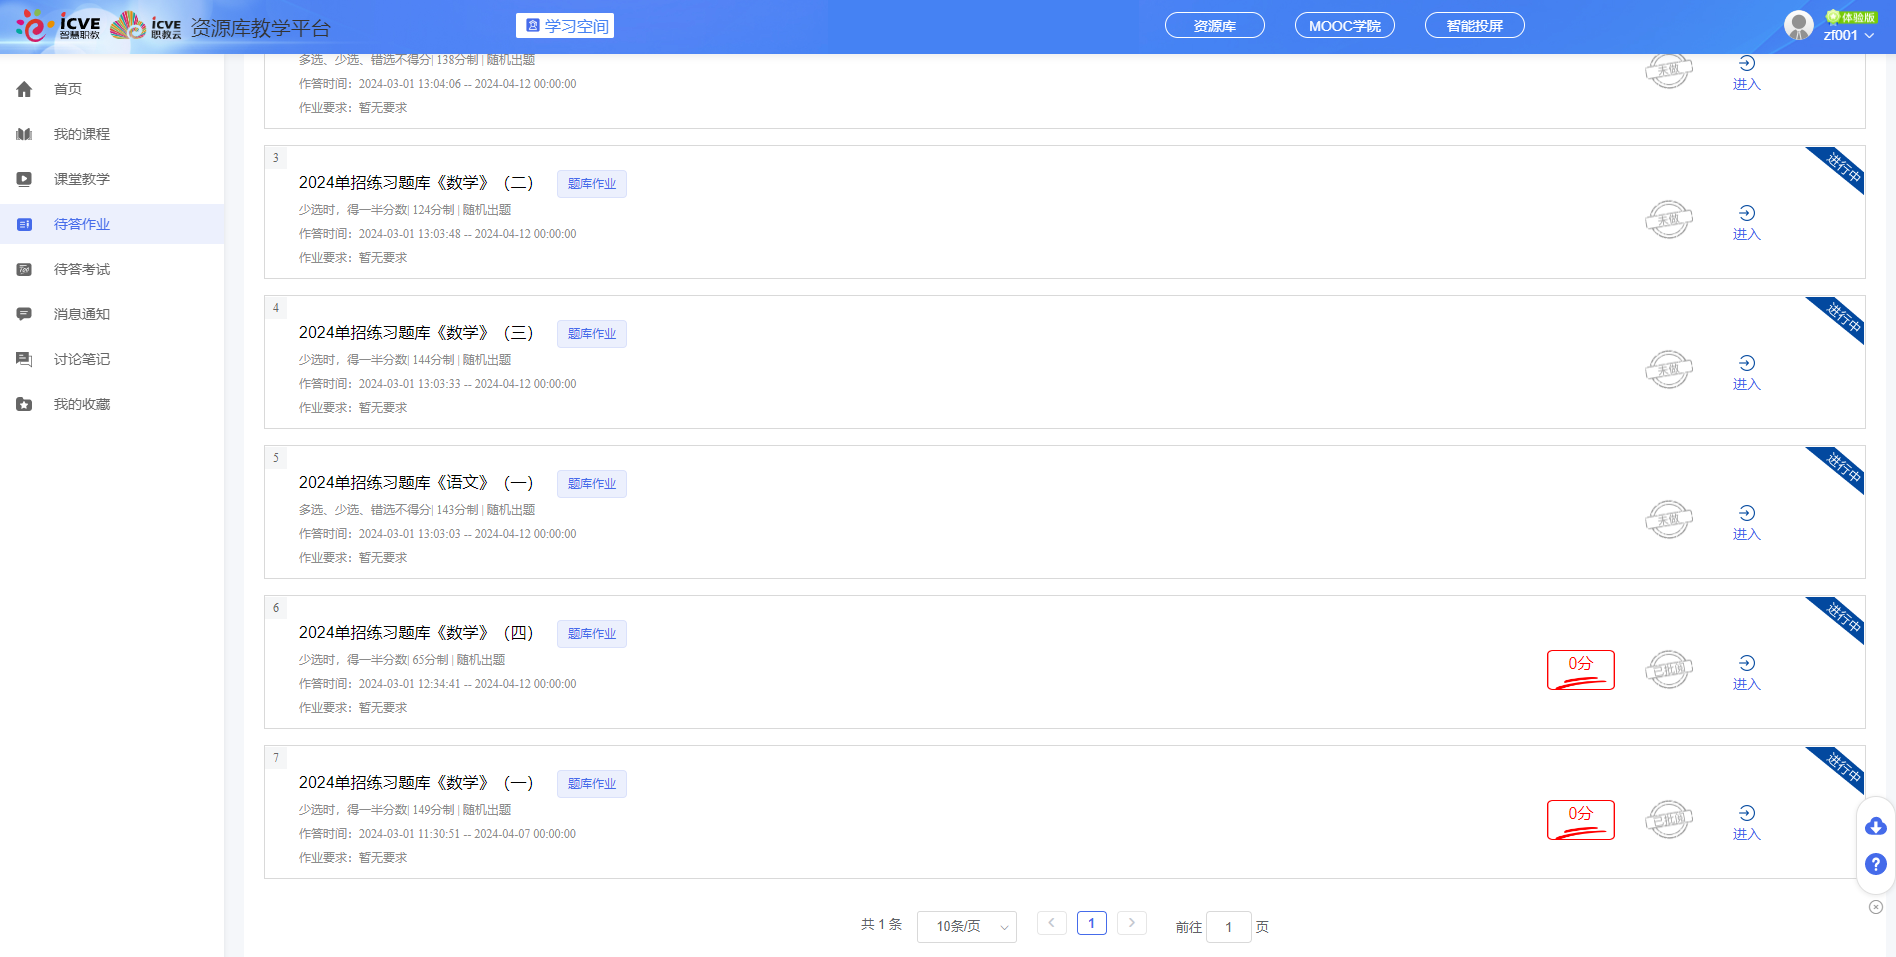 icve 智慧职教 icve 职教云 资源库教学平台
学习空间
资源库 MOOC学院 智能投屏
体验版
zf001
首页
我的课程
课堂教学
待答作业
待答考试
消息通知
讨论笔记
我的收藏
多选、少选、错选不得分| 138分制 | 随机出题
作答时间：2024-03-01 13:04:06 -- 2024-04-12 00:00:00
作业要求：暂无要求
未做
进入
3
2024单招练习题库《数学》（二） 题库作业
少选时，得一半分数| 124分制 | 随机出题
作答时间：2024-03-01 13:03:48 -- 2024-04-12 00:00:00
作业要求：暂无要求
未做
进入
进行中
4
2024单招练习题库《数学》（三） 题库作业
少选时，得一半分数| 144分制 | 随机出题
作答时间：2024-03-01 13:03:33 -- 2024-04-12 00:00:00
作业要求：暂无要求
未做
进入
进行中
5
2024单招练习题库《语文》（一） 题库作业
多选、少选、错选不得分| 143分制 | 随机出题
作答时间：2024-03-01 13:03:03 -- 2024-04-12 00:00:00
作业要求：暂无要求
未做
进入
进行中
6
2024单招练习题库《数学》（四） 题库作业
少选时，得一半分数| 65分制 | 随机出题
作答时间：2024-03-01 12:34:41 -- 2024-04-12 00:00:00
作业要求：暂无要求
0分
已批阅
进入
进行中
7
2024单招练习题库《数学》（一） 题库作业
少选时，得一半分数| 149分制 | 随机出题
作答时间：2024-03-01 11:30:51 -- 2024-04-07 00:00:00
作业要求：暂无要求
0分
已批阅
进入
进行中
共 1 条 10条/页 1 前往 1 页